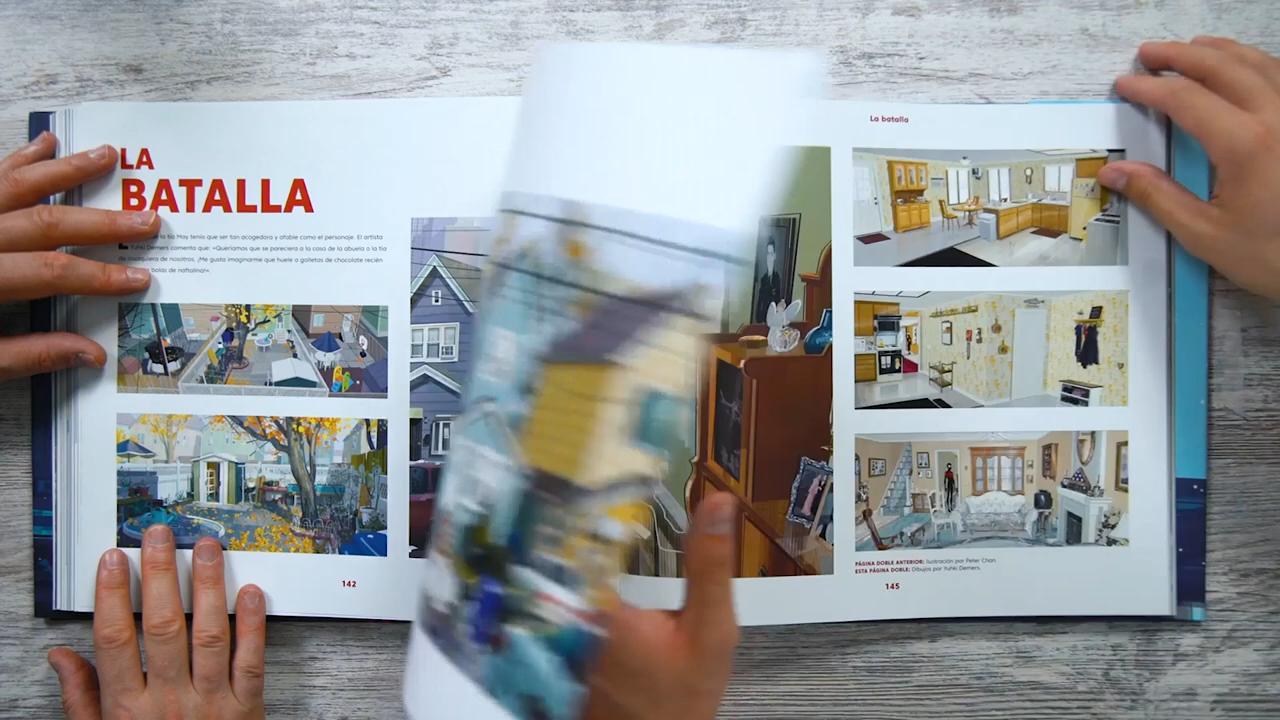 LA
BATALLA
la tía May tenía que ser tan acogedora y afable como el personaje. El artista
Yuhki Demers comenta que: «Queríamos que se pareciera a la casa de la abuela o la tía
de cualquiera de nosotros. ¡Me gusta imaginarme que huele a galletas de chocolate recién
bolas de naftalina!».
142
La batalla
PÁGINA DOBLE ANTERIOR: Ilustración por Peter Chan.
ESTA PÁGINA DOBLE: Dibujos por Yuhki Demers.
145